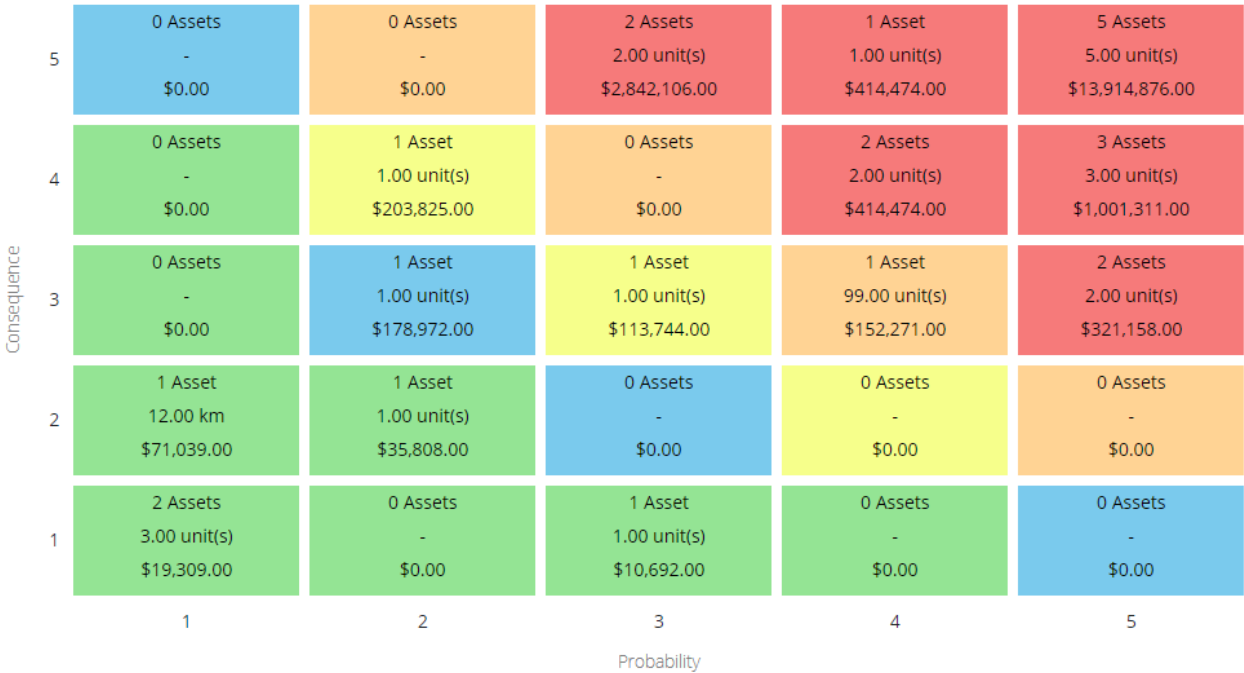 0 Assets 0 Assets 2 Assets 1 Asset 5 Assets
5 - - 2.00 unit(s) 1.00 unit(s) 5.00 unit(s)
$0.00 $0.00 $2,842,106.00 $414,474.00 $13,914,876.00
0 Assets 1 Asset 0 Assets 2 Assets 3 Assets
4 - 1.00 unit(s) - 2.00 unit(s) 3.00 unit(s)
$0.00 $203,825.00 $0.00 $414,474.00 $1,001,311.00
Consequence
0 Assets 1 Asset 1 Asset 1 Asset 2 Assets
3 - 1.00 unit(s) 1.00 unit(s) 99.00 unit(s) 2.00 unit(s)
$0.00 $178,972.00 $113,744.00 $152,271.00 $321,158.00
1 Asset 1 Asset 0 Assets 0 Assets 0 Assets
2 12.00 km 1.00 unit(s) - - -
$71,039.00 $35,808.00 $0.00 $0.00 $0.00
2 Assets 0 Assets 1 Asset 0 Assets 0 Assets
1 3.00 unit(s) - 1.00 unit(s) - -
$19,309.00 $0.00 $10,692.00 $0.00 $0.00
1 2 3 4 5
Probability